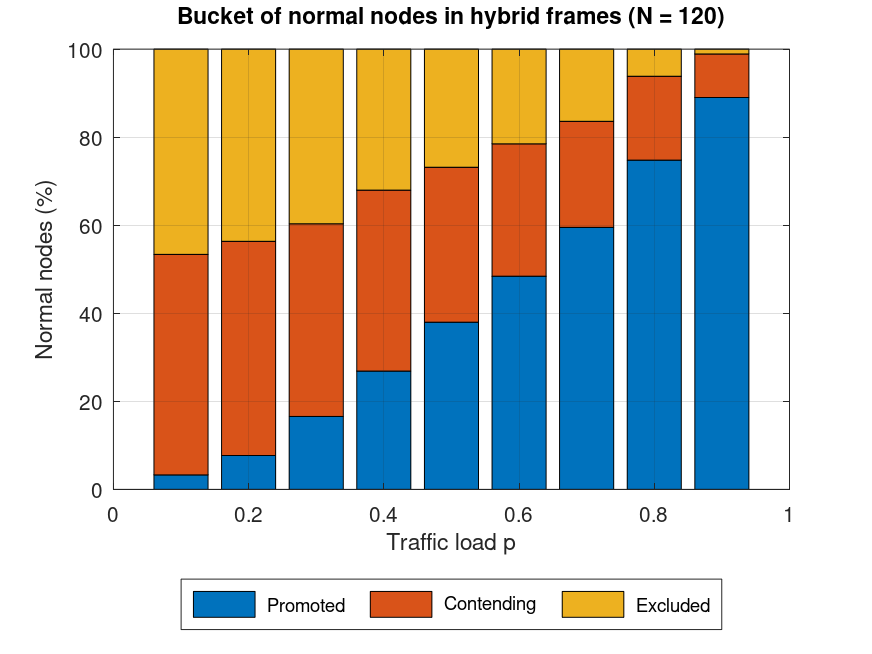 Bucket of normal nodes in hybrid frames (N = 120)
100
80
60
40
20
0
Normal nodes (%)
0 0.2 0.4 0.6 0.8 1
Traffic load p
Promoted Contending Excluded